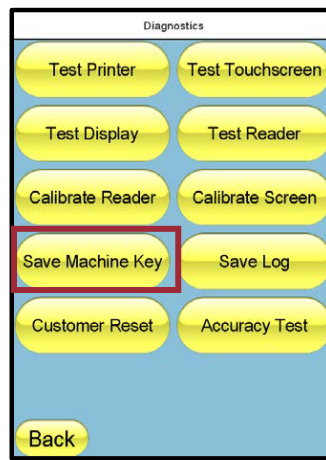 Diagnostics
Test Printer Test Touchscreen
Test Display Test Reader
Calibrate Reader Calibrate Screen
Save Machine Key Save Log
Customer Reset Accuracy Test
Back